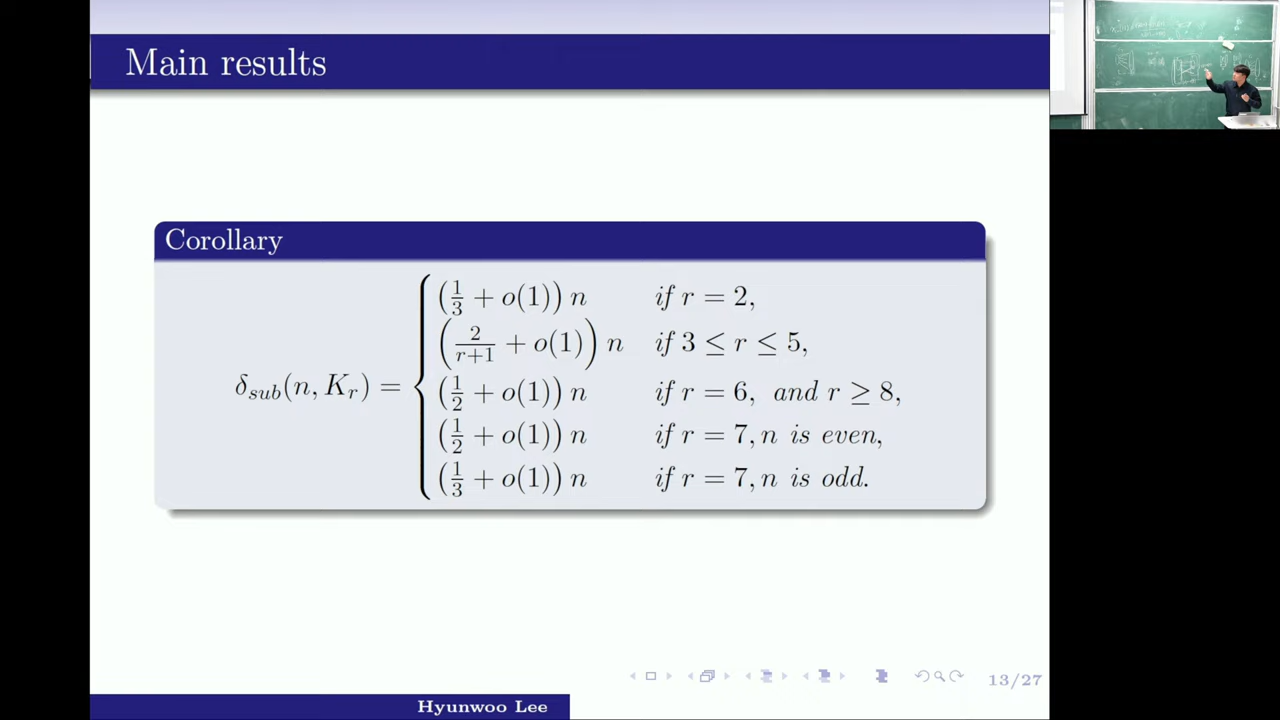 Main results
Corollary
δ_sub(n, K_r) =
(1/3 + o(1)) n if r = 2,
(2/(r+1) + o(1)) n if 3 ≤ r ≤ 5,
(1/2 + o(1)) n if r = 6, and r ≥ 8,
(1/2 + o(1)) n if r = 7, n is even,
(1/3 + o(1)) n if r = 7, n is odd.
13/27
Hyunwoo Lee